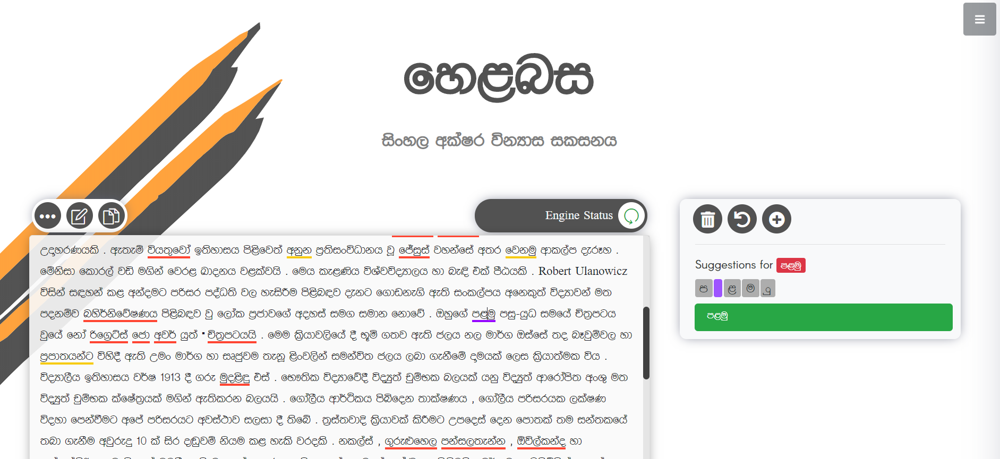 හෙළබස
සිංහල අක්ෂර වින්‍යාස සකසනය
Engine Status
උදාහරණයකි . ඇතැම් වියතුවෝ ඉතිහාසය පිළිවෙත් අනුන ප්‍රතිසංවිධානය වූ ජේසුස් වහන්සේ අතර වෙනමු ආකල්ප දැරූහ .
මේනිසා කොරල් වඩි මගින් වෙරළ බාදනය වළක්වයි . මෙය කැළණිය විශ්වවිද්‍යාලය හා බැඳි එක් පීඨයකි . Robert Ulanowicz
විසින් සඳහන් කළ අන්දමට පරිසර පද්ධති වල හැසිරීම පිළිබඳව දැනට ගොඩනැගි ඇති සංකල්පය අනෙකුත් විද්‍යාවන් මත
පදනම්ව බහිර්නිවේෂණය පිළිබඳව වු ලෝක ප්‍රජාවගේ අදහස් සමග සමාන නොවේ . ඔහුගේ පළමු පසු-යුධ සමයේ චිත්‍රපටය
වුයේ නෝ රිග්‍රෙට්ස් ජො අවර් යූත් ' චිත්‍රපටයයි . මෙම ක්‍රියාවලියේ දී භූමි ගතව ඇති ජලය නල මාර්ග ඔස්සේ තද බෑවුම්වල හා
ප්‍රපාතයන්ට විහිදී ඇති උමං මාර්ග හා සෘජුවම තැනූ ළිංවලින් සමන්විත ජලය ලබා ගැනීමේ දාමයක් ලෙස ක්‍රියාත්මක විය .
විද්‍යාලීය ඉතිහාසය වර්ෂ 1913 දී ගරු මුදළිඳු එස් . භෞතික විද්‍යාවේදී විද්‍යුත් චුම්භක බලයක් යනු විද්‍යුත් ආරෝපිත අංශු මත
විද්‍යුත් චුම්භක ක්ෂේත්‍රයක් මගින් ඇතිකරන බලයයි . ගෝලීය ආර්ථිකය පිබිදෙන තාක්ෂණය , ගෝලීය පරිසරයක ලක්ෂණ
විදහා පෙන්වීමට අපේ පරිසරයට අවස්ථාව සලසා දී තිබේ . ත්‍රස්තවාදි ක්‍රියාවක් කිරීමට උපදෙස් දෙන පොතක් තම සන්තකයේ
තබා ගැනීම අවුරුදු 10 ක් සිර දඬුවම් නියම කළ හැකි වරදකි . නකල්ස් , ගුරුළුහෙල පන්සලතැන්න , ඕවිල්කන්ද හා
Suggestions for පළමු
ප ළ ම ු
පළමු